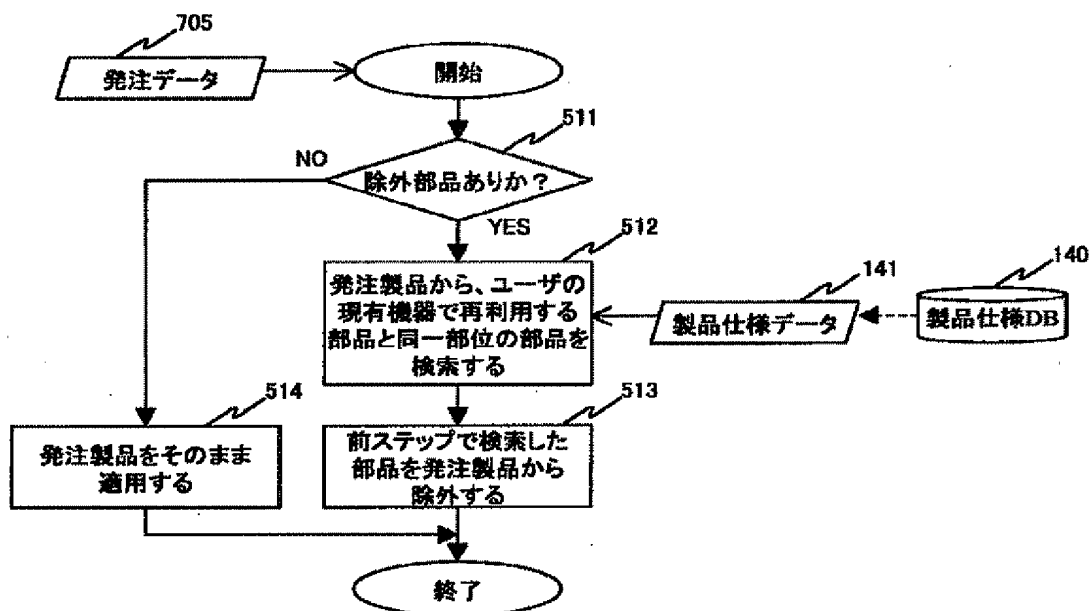 705
発注データ
開始
511
NO
除外部品ありか？
YES
512
発注製品から、ユーザの
現有機器で再利用する
部品と同一部位の部品を
検索する
141
製品仕様データ
140
製品仕様DB
514
発注製品をそのまま
適用する
513
前ステップで検索した
部品を発注製品から
除外する
終了